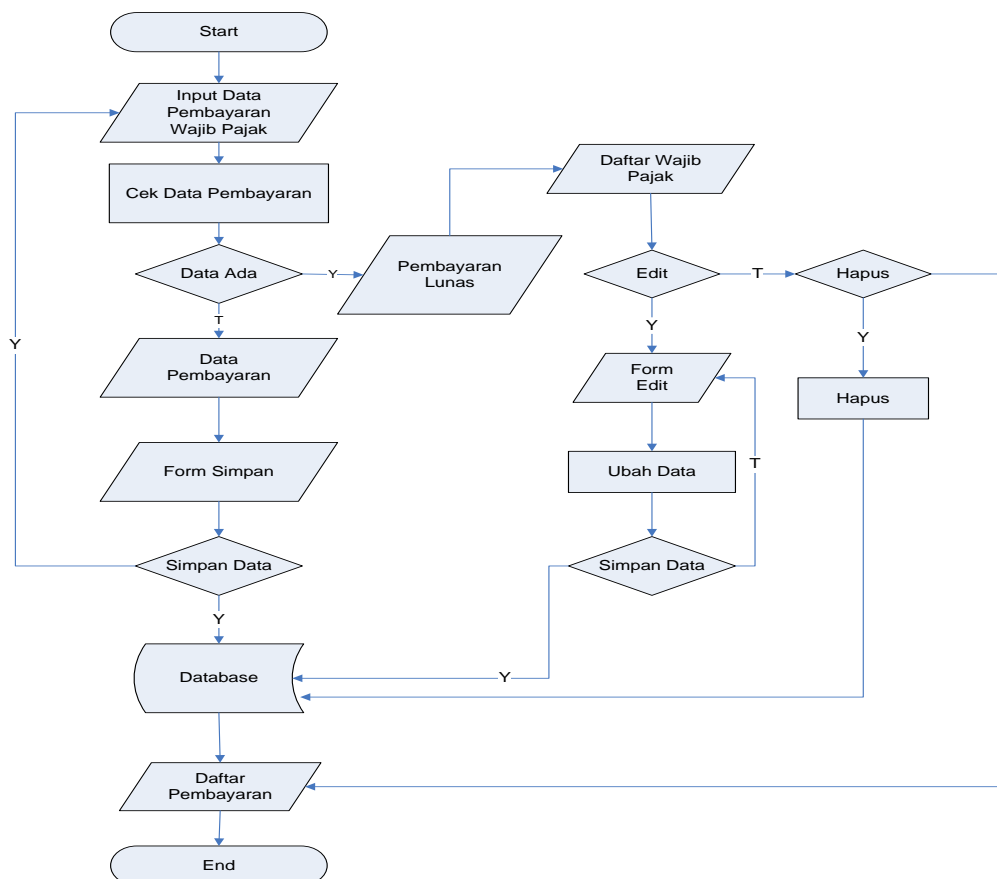 Start
Input Data
Pembayaran
Wajib Pajak
Cek Data Pembayaran
Data Ada
Y
T
Data
Pembayaran
Form Simpan
Simpan Data
Y
Y
Database
Daftar
Pembayaran
End
Pembayaran
Lunas
Daftar Wajib
Pajak
Edit
T
Y
Form
Edit
Ubah Data
T
Simpan Data
Y
Hapus
Y
Hapus